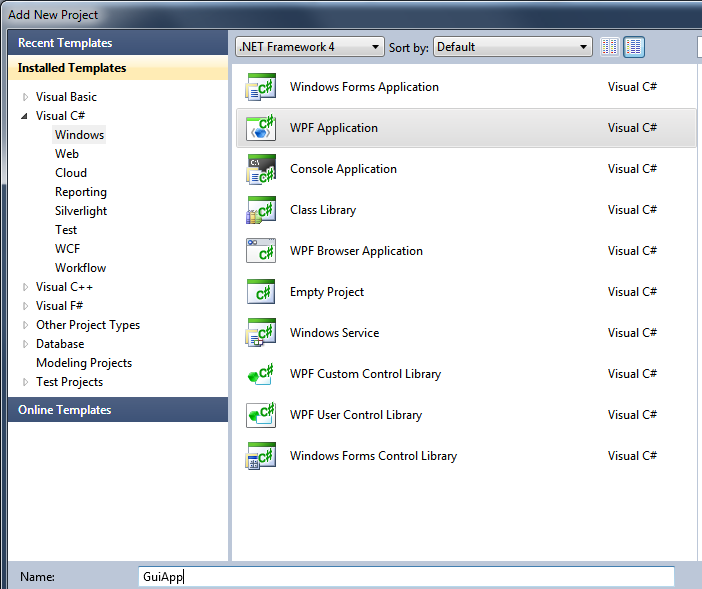 Add New Project
Recent Templates
Installed Templates
Visual Basic
Visual C#
Windows
Web
Cloud
Reporting
Silverlight
Test
WCF
Workflow
Visual C++
Visual F#
Other Project Types
Database
Modeling Projects
Test Projects
Online Templates
.NET Framework 4 Sort by: Default
Windows Forms Application Visual C#
WPF Application Visual C#
Console Application Visual C#
Class Library Visual C#
WPF Browser Application Visual C#
Empty Project Visual C#
Windows Service Visual C#
WPF Custom Control Library Visual C#
WPF User Control Library Visual C#
Windows Forms Control Library Visual C#
Name: GuiApp